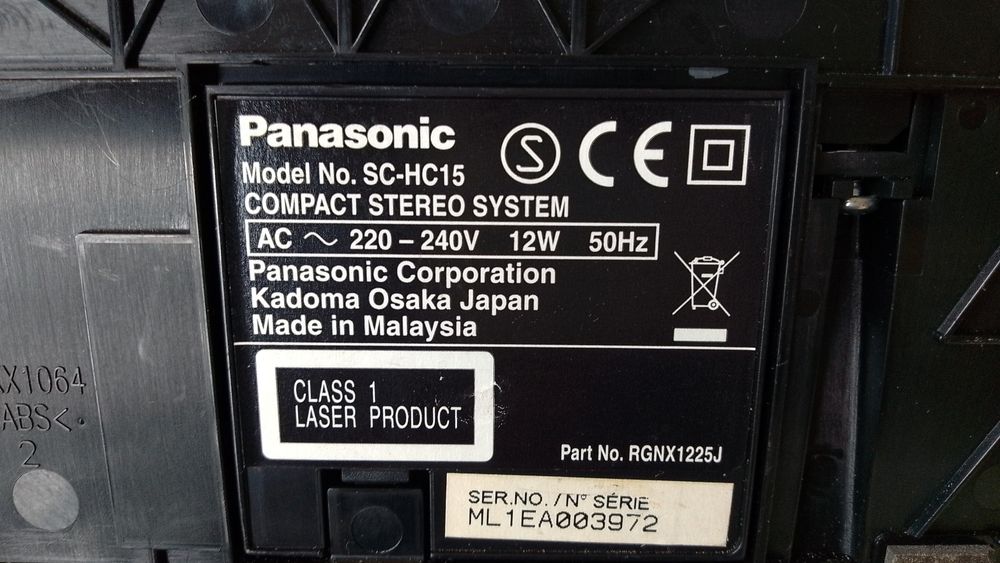 Panasonic
Model No. SC-HC15
COMPACT STEREO SYSTEM
AC ~ 220 – 240V 12W 50Hz
Panasonic Corporation
Kadoma Osaka Japan
Made in Malaysia
CLASS 1
LASER PRODUCT
Part No. RGNX1225J
SER.NO./N° SÉRIE
ML1EA003972
X1064
ABS<
2